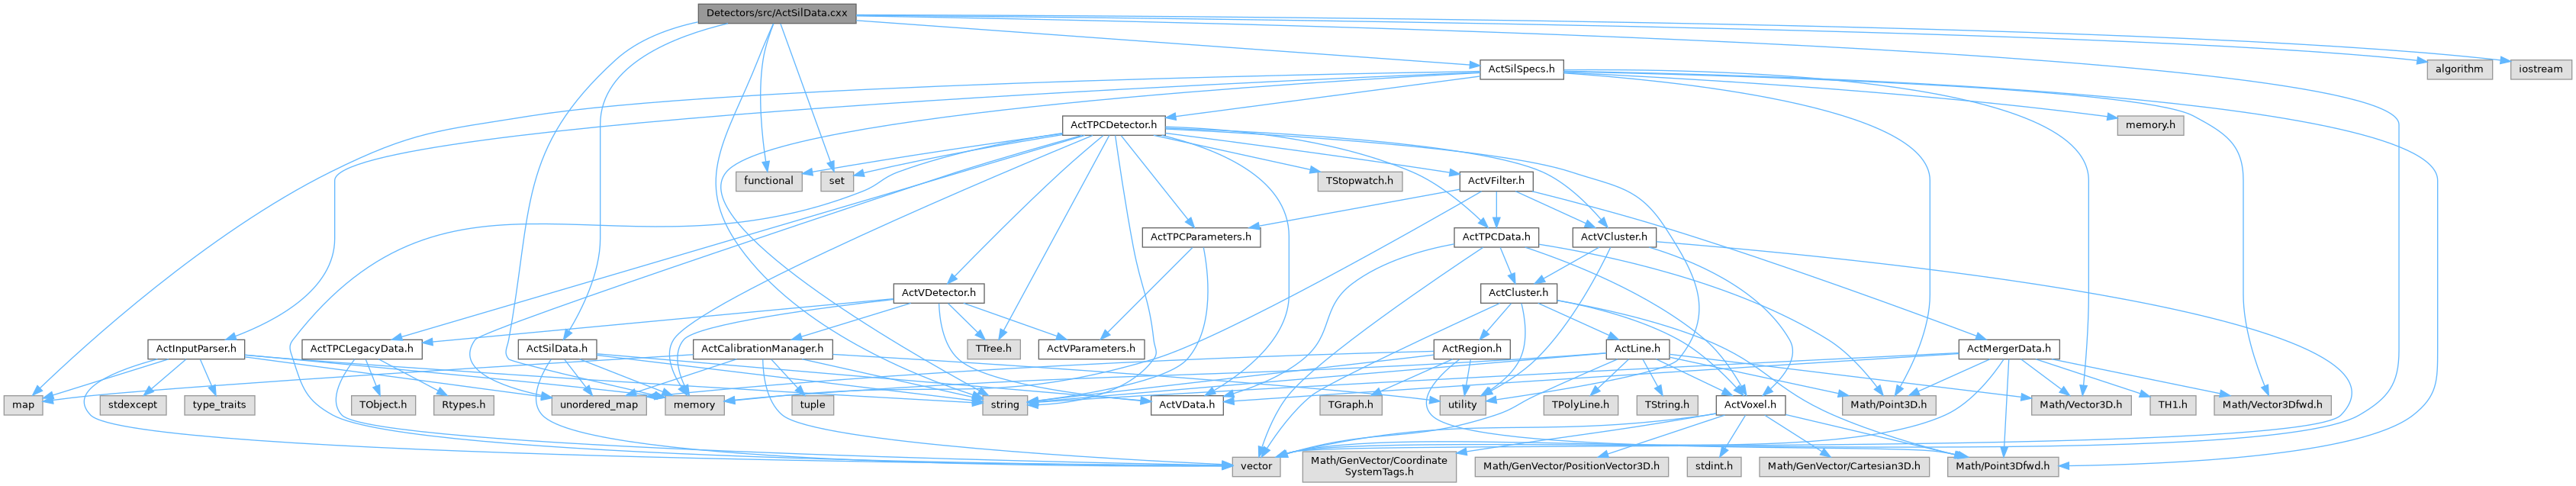 Detectors/src/ActSilData.cxx
ActSilSpecs.h
algorithm
iostream
ActTPCDetector.h
memory.h
functional
set
TStopwatch.h
ActVFilter.h
ActTPCParameters.h
ActTPCData.h
ActVCluster.h
ActVDetector.h
ActCluster.h
ActInputParser.h
ActTPCLegacyData.h
ActSilData.h
ActCalibrationManager.h
TTree.h
ActVParameters.h
ActRegion.h
ActLine.h
ActMergerData.h
map
stdexcept
type_traits
TObject.h
Rtypes.h
unordered_map
memory
tuple
string
ActVData.h
TGraph.h
utility
TPolyLine.h
TString.h
ActVoxel.h
Math/Point3D.h
Math/Vector3D.h
TH1.h
Math/Vector3Dfwd.h
vector
Math/GenVector/Coordinate
SystemTags.h
Math/GenVector/PositionVector3D.h
stdint.h
Math/GenVector/Cartesian3D.h
Math/Point3Dfwd.h